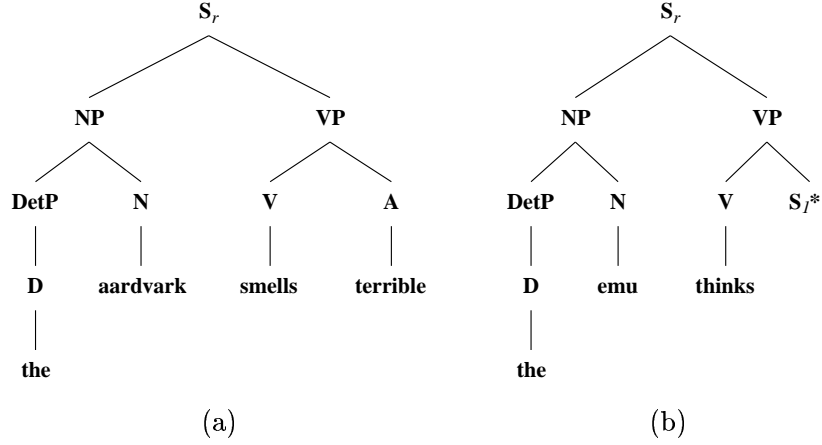 S_r S_r
NP VP NP VP
DetP N V A DetP N V S_1*
D aardvark smells terrible D emu thinks
the the
(a) (b)